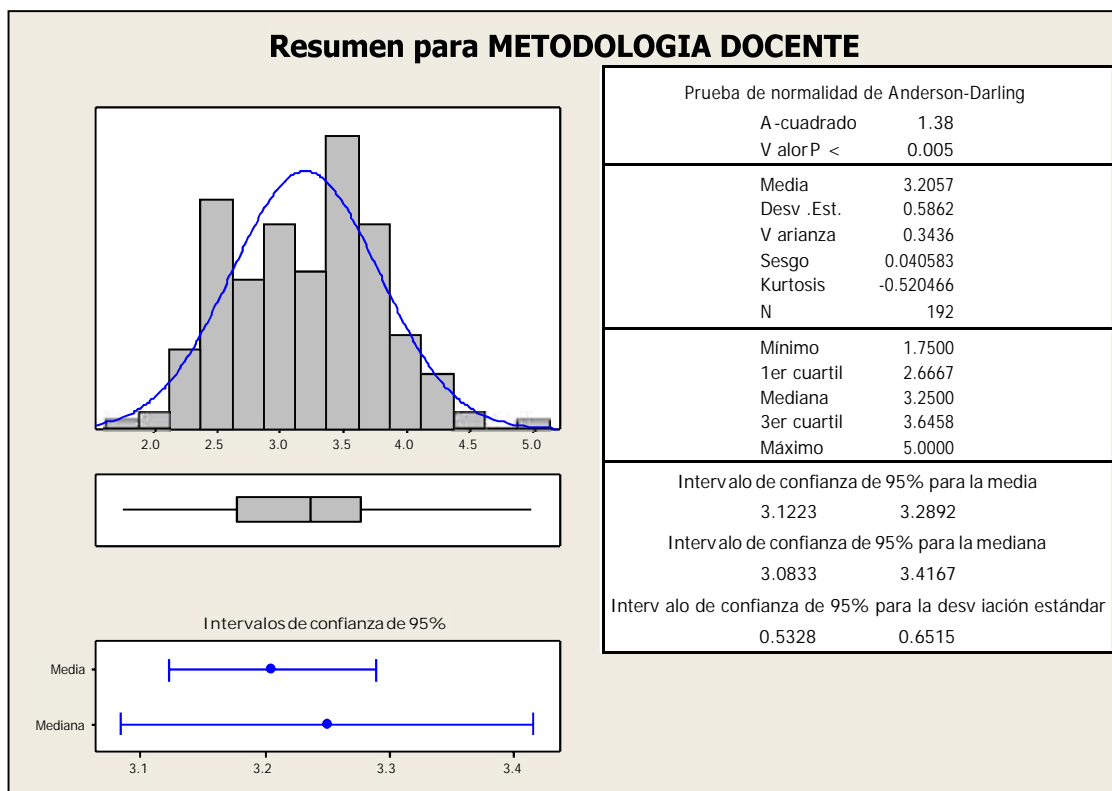 Resumen para METODOLOGIA DOCENTE
2.0 2.5 3.0 3.5 4.0 4.5 5.0
Intervalos de confianza de 95%
Media
Mediana
3.1 3.2 3.3 3.4
Prueba de normalidad de Anderson-Darling
A-cuadrado 1.38
Valor P < 0.005
Media 3.2057
Desv.Est. 0.5862
Varianza 0.3436
Sesgo 0.040583
Kurtosis -0.520466
N 192
Mínimo 1.7500
1er cuartil 2.6667
Mediana 3.2500
3er cuartil 3.6458
Máximo 5.0000
Intervalo de confianza de 95% para la media
3.1223 3.2892
Intervalo de confianza de 95% para la mediana
3.0833 3.4167
Intervalo de confianza de 95% para la desviación estándar
0.5328 0.6515